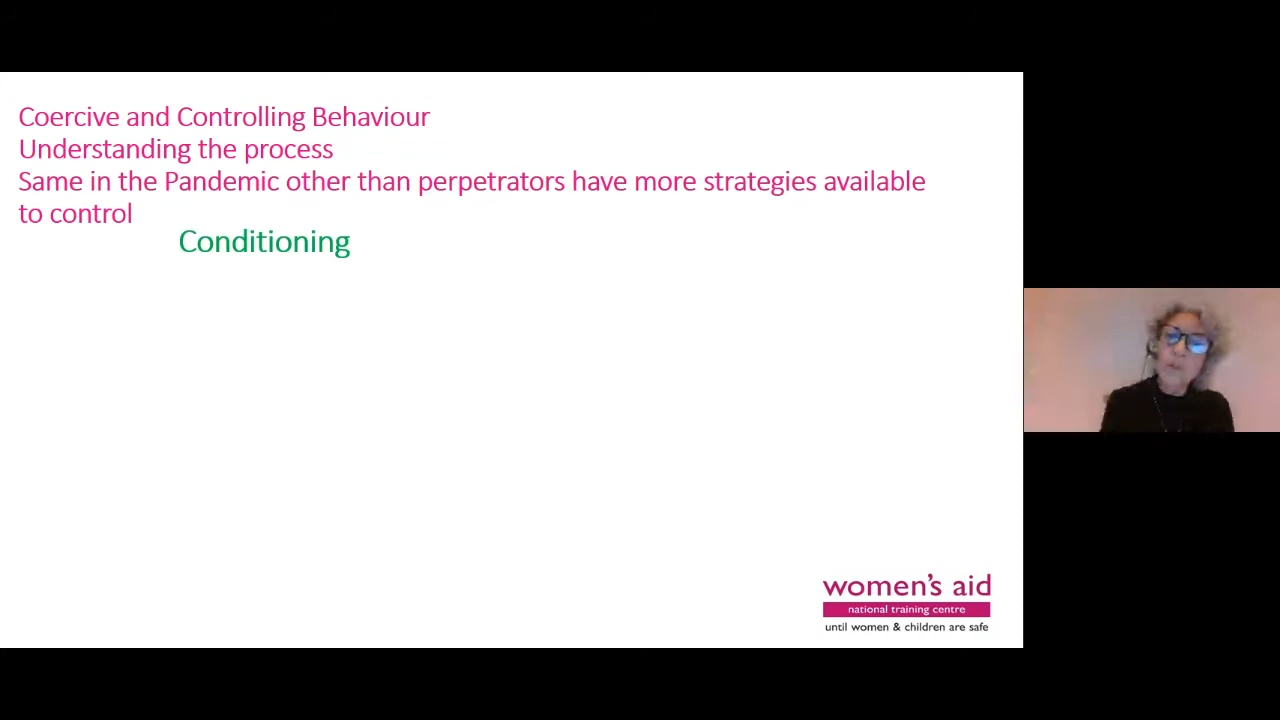 Coercive and Controlling Behaviour
Understanding the process
Same in the Pandemic other than perpetrators have more strategies available
to control
Conditioning
women's aid
national training centre
until women & children are safe